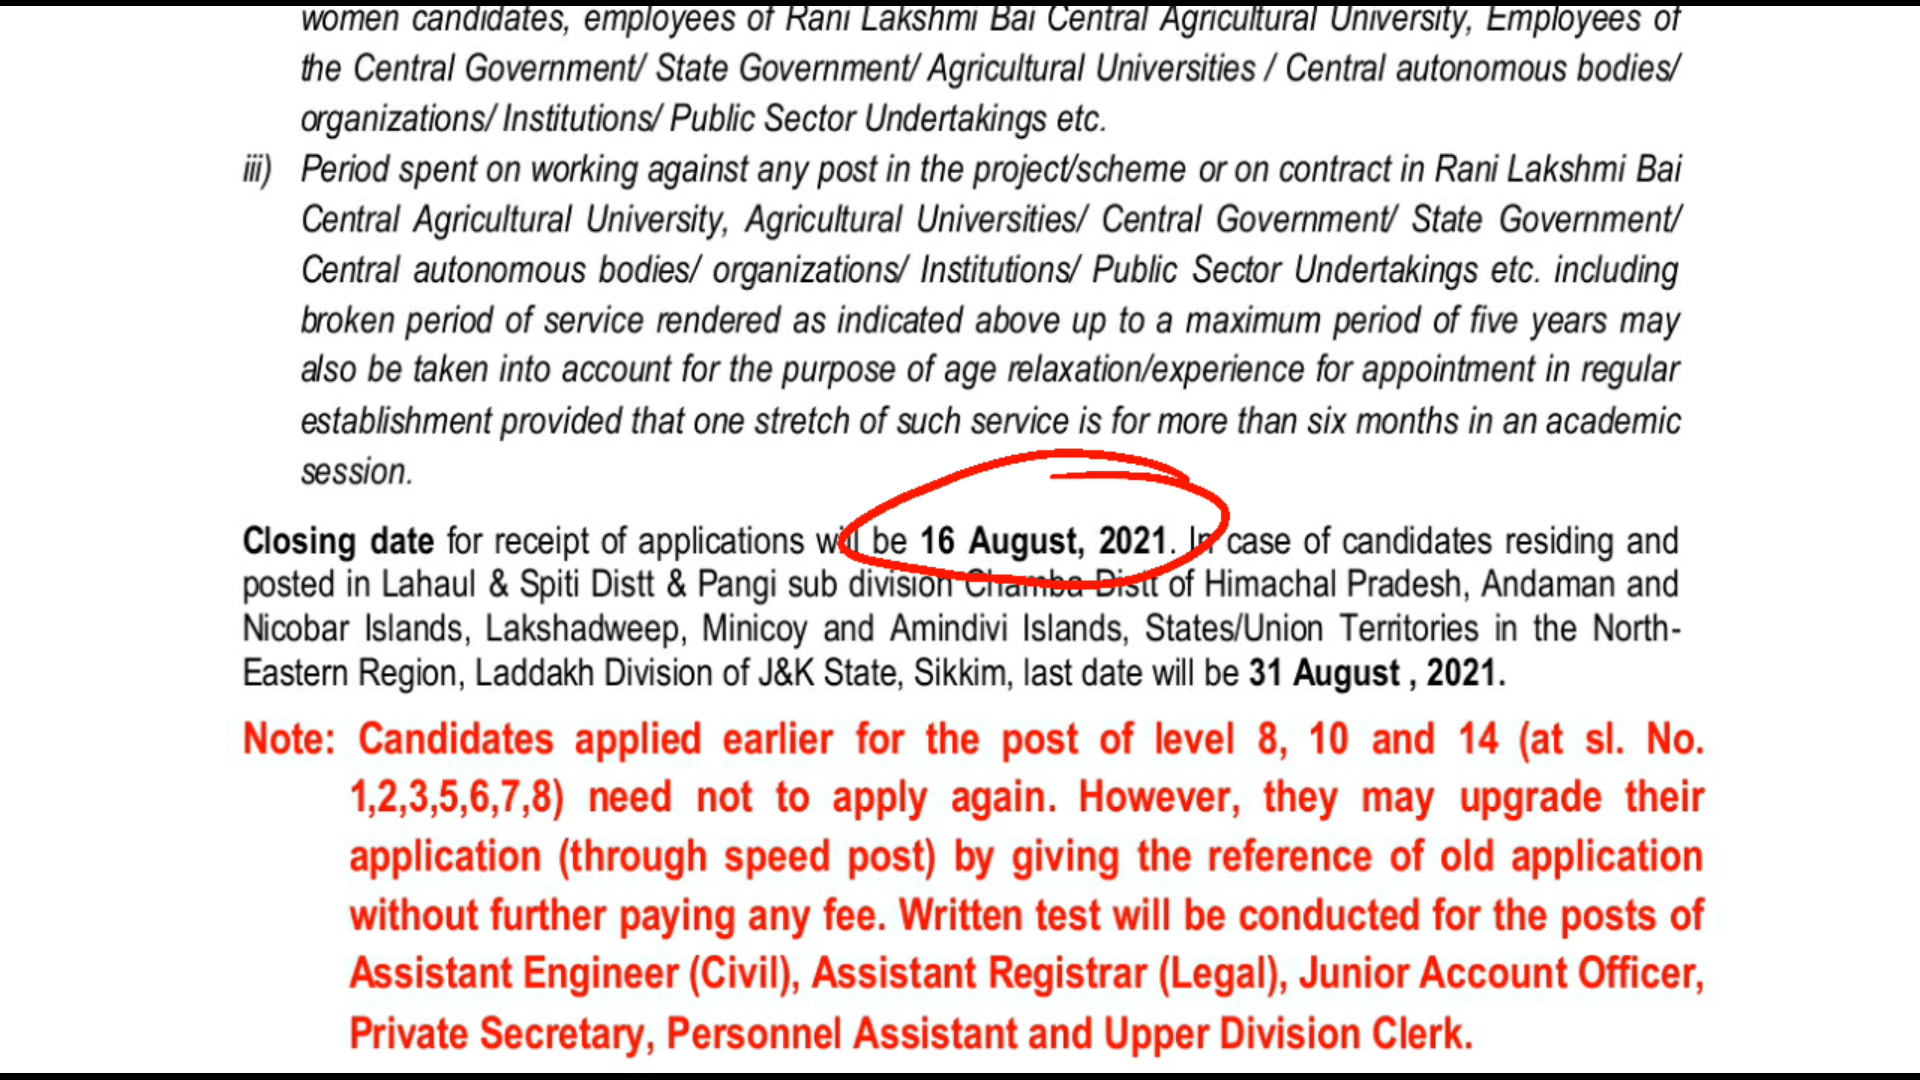 women candidates, employees of Rani Lakshmi Bai Central Agricultural University, Employees of
the Central Government/ State Government/ Agricultural Universities / Central autonomous bodies/
organizations/ Institutions/ Public Sector Undertakings etc.
iii) Period spent on working against any post in the project/scheme or on contract in Rani Lakshmi Bai
Central Agricultural University, Agricultural Universities/ Central Government/ State Government/
Central autonomous bodies/ organizations/ Institutions/ Public Sector Undertakings etc. including
broken period of service rendered as indicated above up to a maximum period of five years may
also be taken into account for the purpose of age relaxation/experience for appointment in regular
establishment provided that one stretch of such service is for more than six months in an academic
session.
Closing date for receipt of applications will be 16 August, 2021. In case of candidates residing and
posted in Lahaul & Spiti Distt & Pangi sub division Chamba Distt of Himachal Pradesh, Andaman and
Nicobar Islands, Lakshadweep, Minicoy and Amindivi Islands, States/Union Territories in the North-
Eastern Region, Laddakh Division of J&K State, Sikkim, last date will be 31 August , 2021.
Note: Candidates applied earlier for the post of level 8, 10 and 14 (at sl. No.
1,2,3,5,6,7,8) need not to apply again. However, they may upgrade their
application (through speed post) by giving the reference of old application
without further paying any fee. Written test will be conducted for the posts of
Assistant Engineer (Civil), Assistant Registrar (Legal), Junior Account Officer,
Private Secretary, Personnel Assistant and Upper Division Clerk.